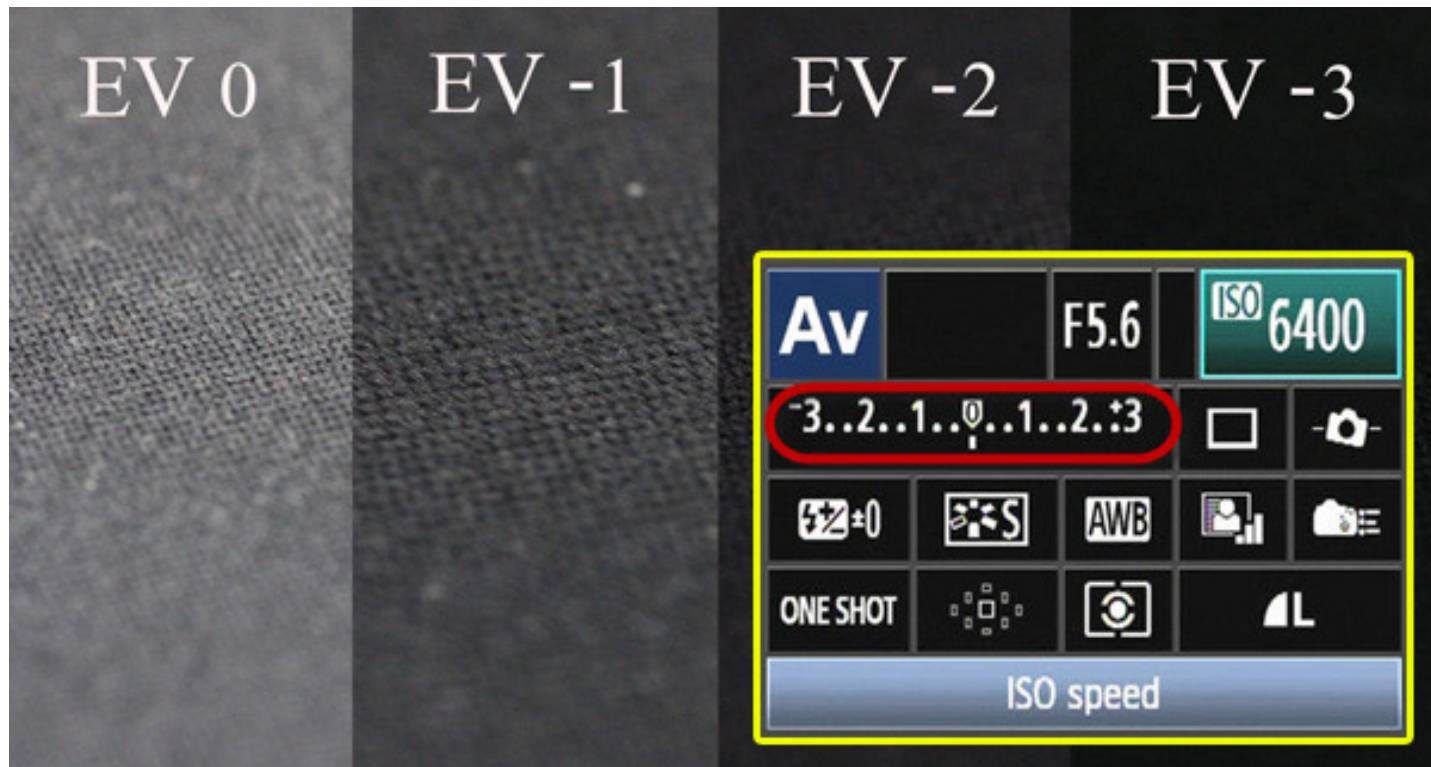 EV 0 EV -1 EV -2 EV -3
Av F5.6 ISO 6400
-3..2..1..0..1..2.:+3
±0 S AWB
ONE SHOT L
ISO speed